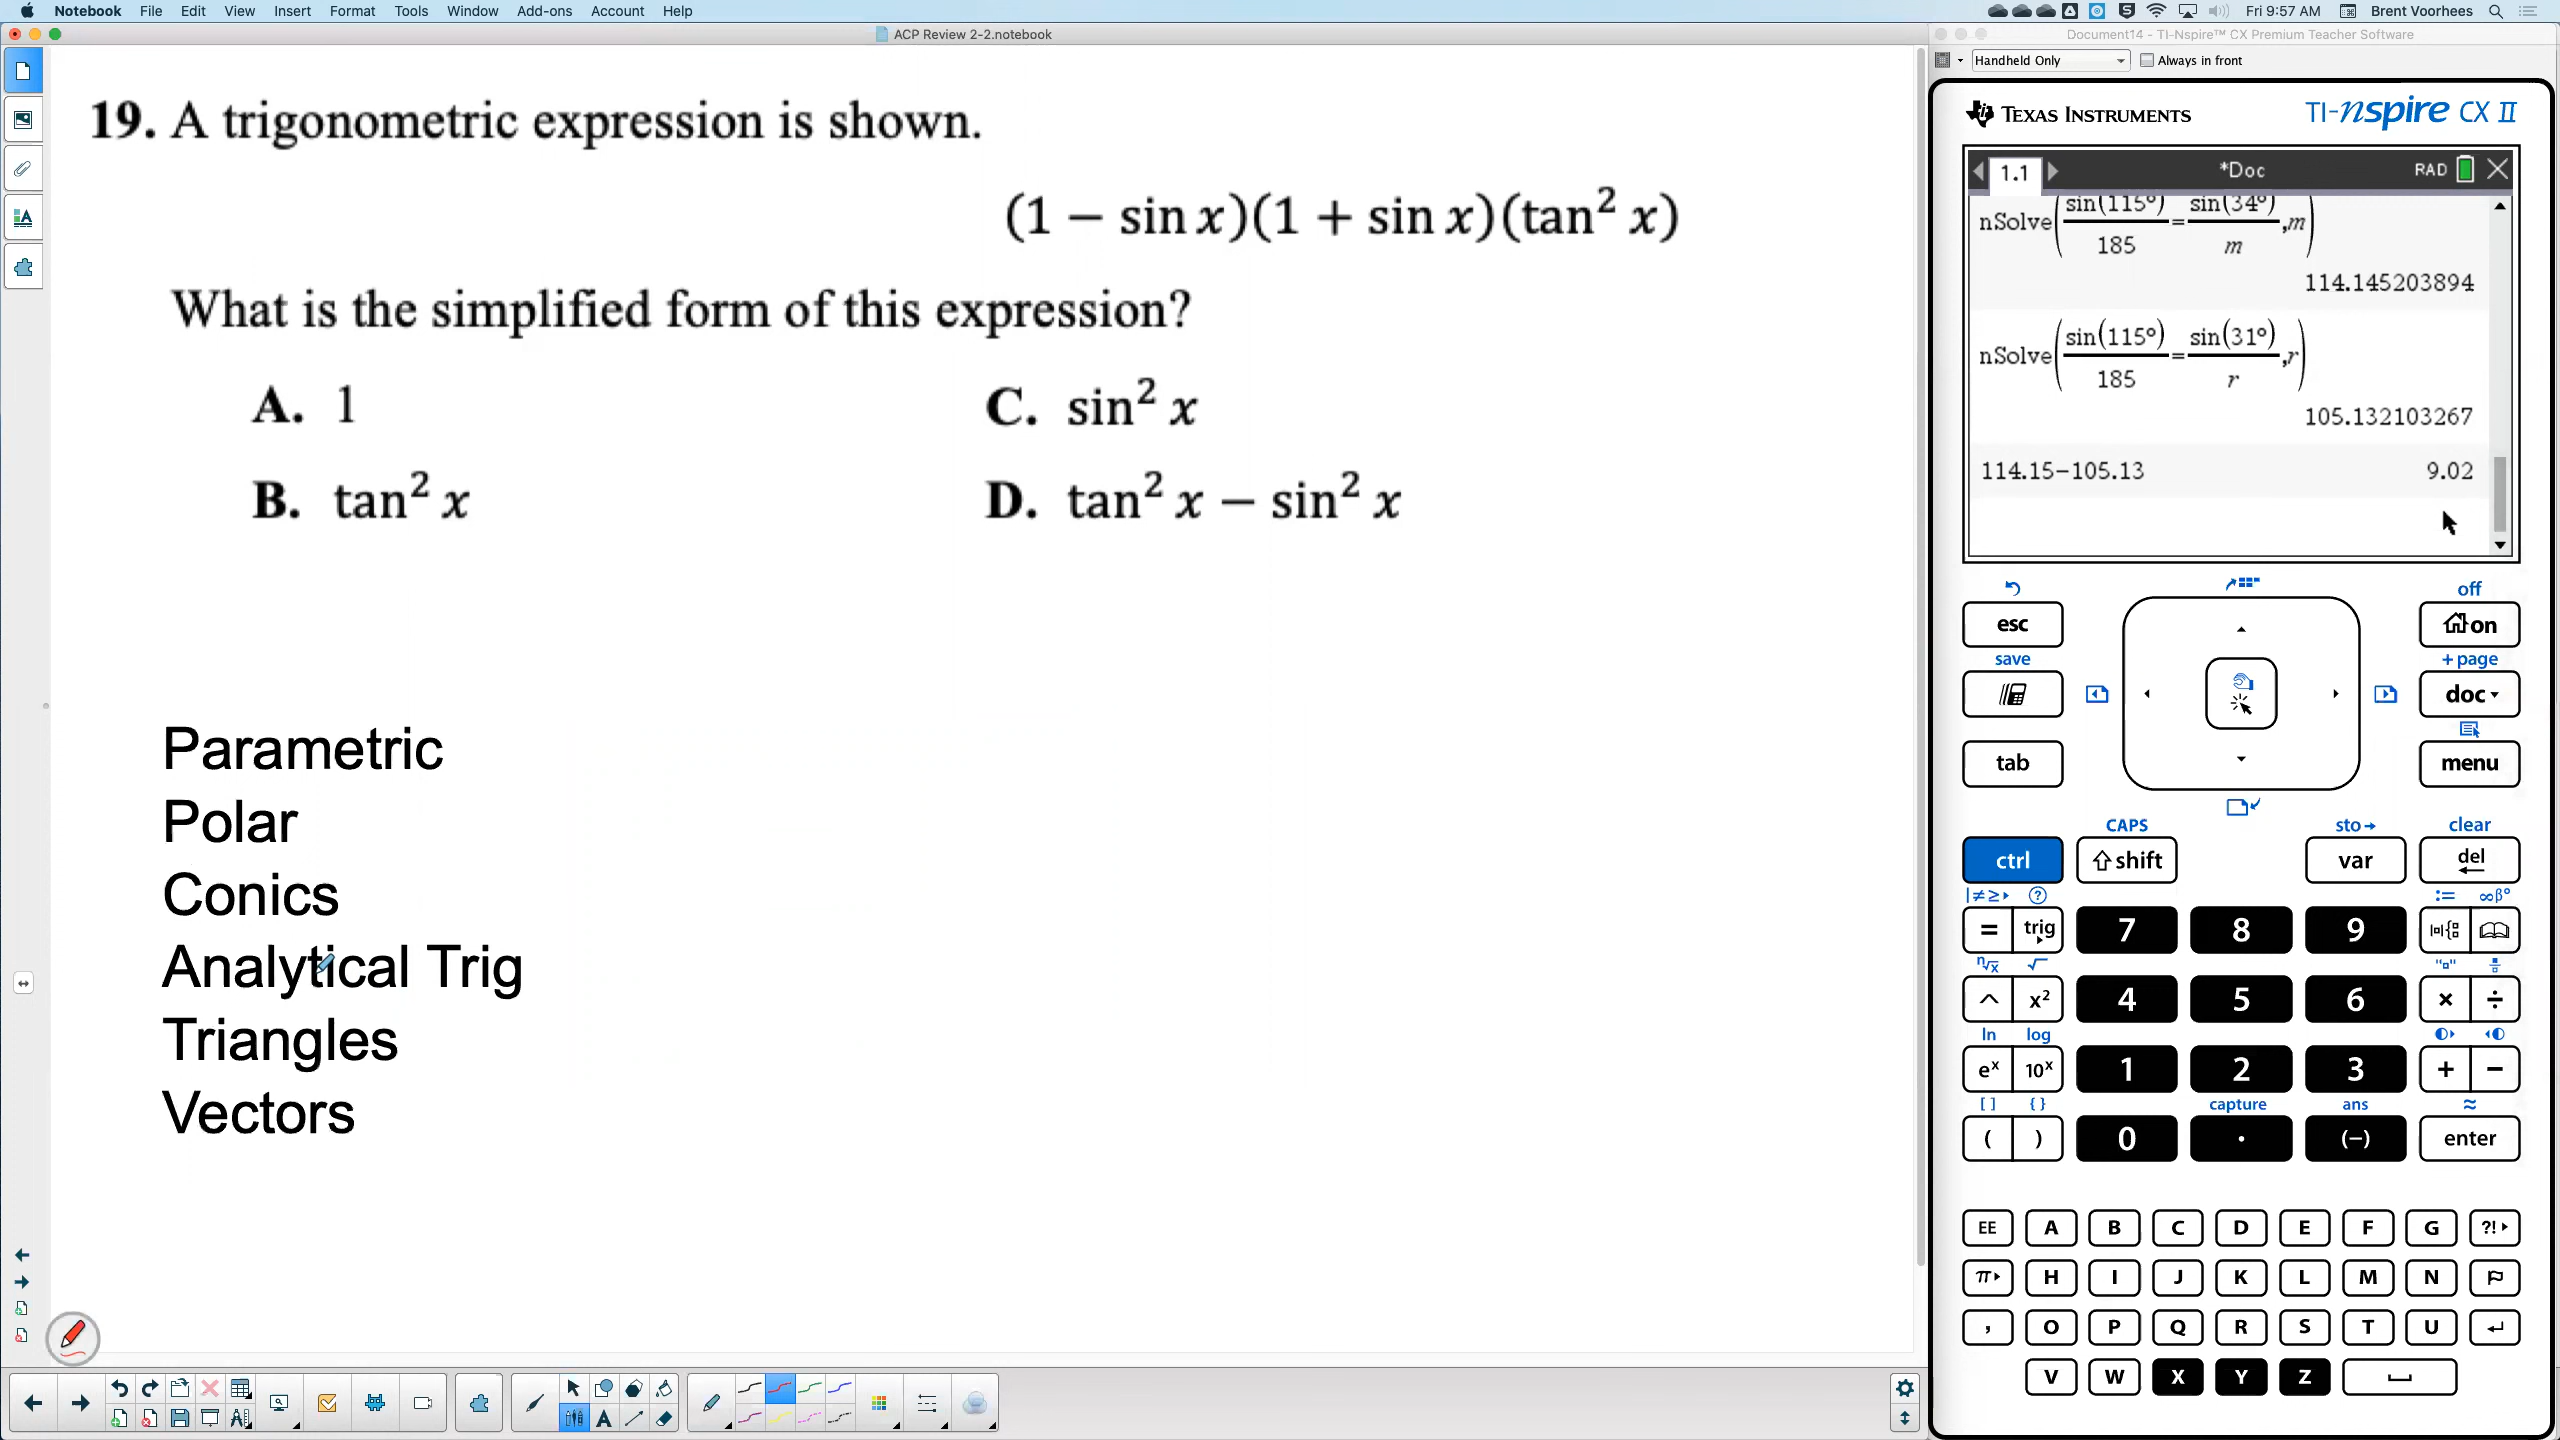 Notebook File Edit View Insert Format Tools Window Add-ons Account Help Fri 9:57 AM Brent Voorhees
ACP Review 2-2.notebook
19. A trigonometric expression is shown.
(1 − sin x)(1 + sin x)(tan² x)
What is the simplified form of this expression?
A. 1
C. sin² x
B. tan² x
D. tan² x − sin² x
Parametric
Polar
Conics
Analytical Trig
Triangles
Vectors
Document14 - TI-Nspire™ CX Premium Teacher Software
Handheld Only Always in front
TEXAS INSTRUMENTS TI-nspire CX II
1.1 *Doc RAD
nSolve(sin(115°)/185=sin(34°)/m,m)
114.145203894
nSolve(sin(115°)/185=sin(31°)/r,r)
105.132103267
114.15−105.13 9.02
off
esc on
save + page
doc
tab menu
CAPS sto→ clear
ctrl shift var del
|≠≥▸ ? := ∞β°
= trig 7 8 9
ⁿ√x √ "▫"
^ x² 4 5 6 × ÷
ln log
eˣ 10ˣ 1 2 3 + −
[ ] { } capture ans ≈
( ) 0 . (−) enter
EE A B C D E F G ?!▸
π▸ H I J K L M N
, O P Q R S T U ↵
V W X Y Z